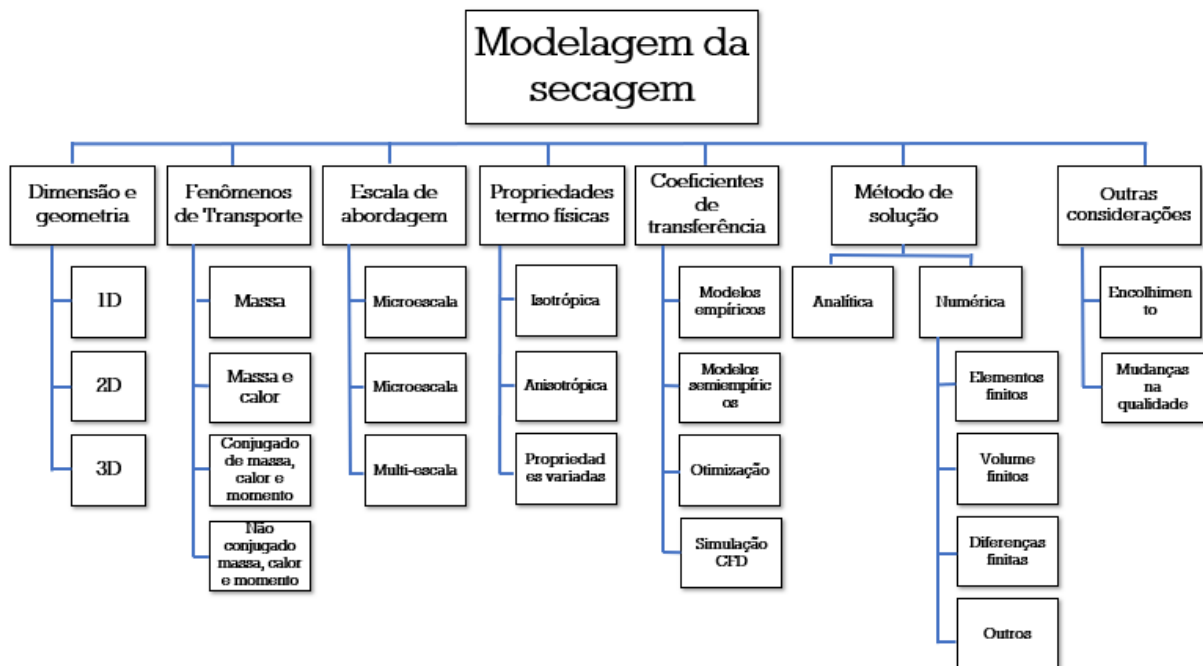 Modelagem da
secagem
Dimensão e
geometria
1D
2D
3D
Fenômenos
de Transporte
Massa
Massa e
calor
Conjugado
de massa,
calor e
momento
Não
conjugado
massa, calor
e momento
Escala de
abordagem
Microescala
Microescala
Multi-escala
Propriedades
termo físicas
Isotrópica
Anisotrópica
Propriedad
es variadas
Coeficientes
de
transferência
Modelos
empíricos
Modelos
semiempíric
os
Otimização
Simulação
CFD
Método de
solução
Analítica
Numérica
Elementos
finitos
Volume
finitos
Diferenças
finitas
Outros
Outras
considerações
Encolhiment
o
Mudanças
na
qualidade